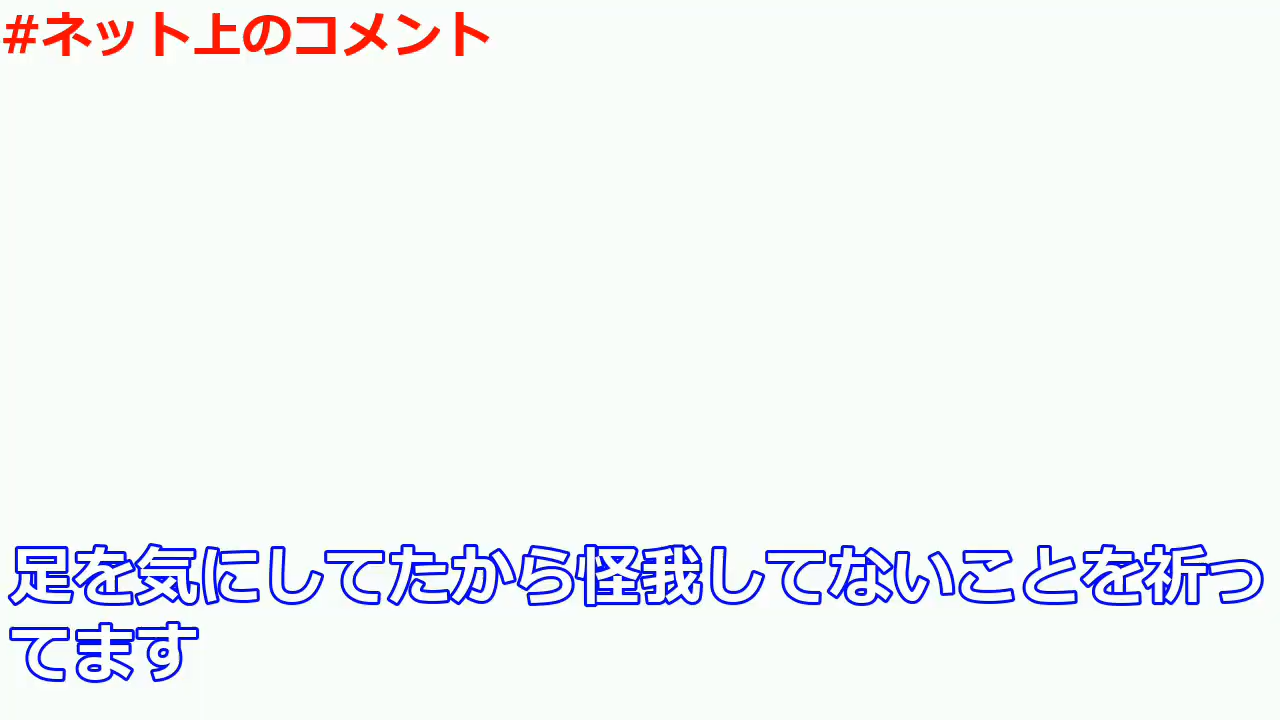 #ネット上のコメント
足を気にしてたから怪我してないことを祈っ
てます